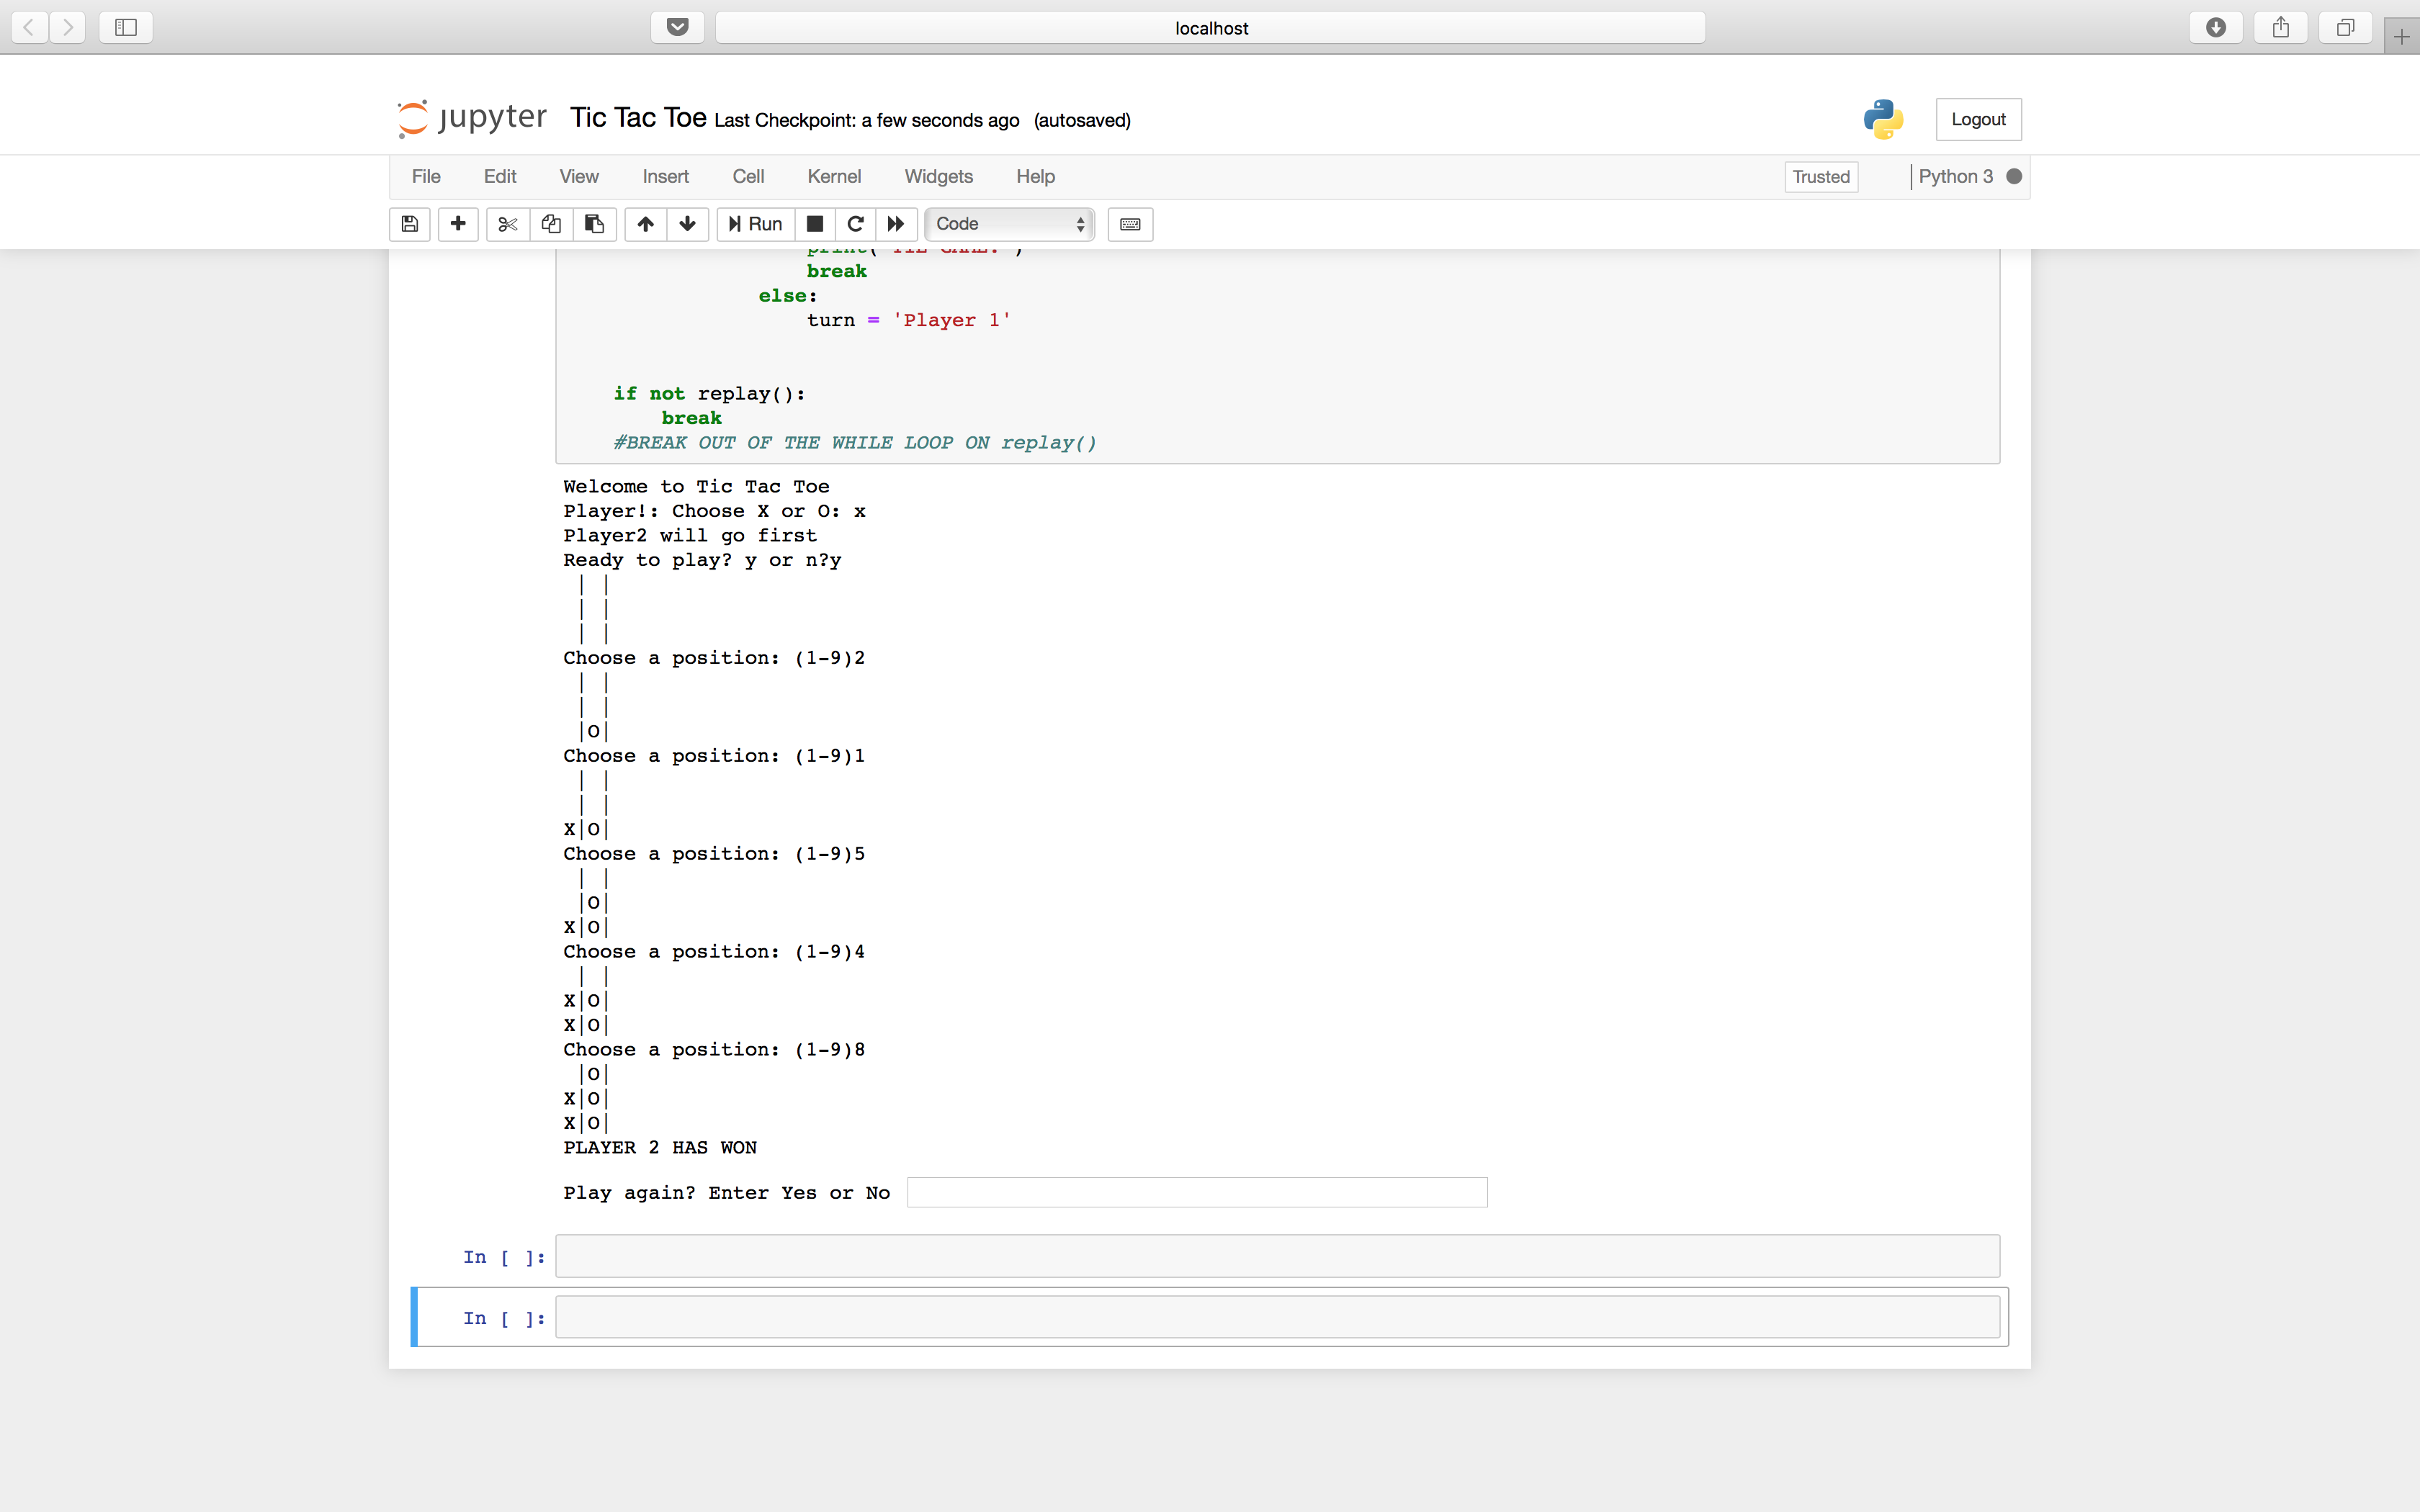 localhost
jupyter Tic Tac Toe Last Checkpoint: a few seconds ago (autosaved)
Logout
File Edit View Insert Cell Kernel Widgets Help
Trusted
Python 3
Run
Code
print('TIE GAME!')
break
else:
turn = 'Player 1'
if not replay():
break
#BREAK OUT OF THE WHILE LOOP ON replay()
Welcome to Tic Tac Toe
Player!: Choose X or O: x
Player2 will go first
Ready to play? y or n?y
 | |
 | |
 | |
Choose a position: (1-9)2
 | |
 | |
 |O|
Choose a position: (1-9)1
 | |
 | |
X|O|
Choose a position: (1-9)5
 | |
 |O|
X|O|
Choose a position: (1-9)4
 | |
X|O|
X|O|
Choose a position: (1-9)8
 |O|
X|O|
X|O|
PLAYER 2 HAS WON
Play again? Enter Yes or No
In [ ]:
In [ ]: